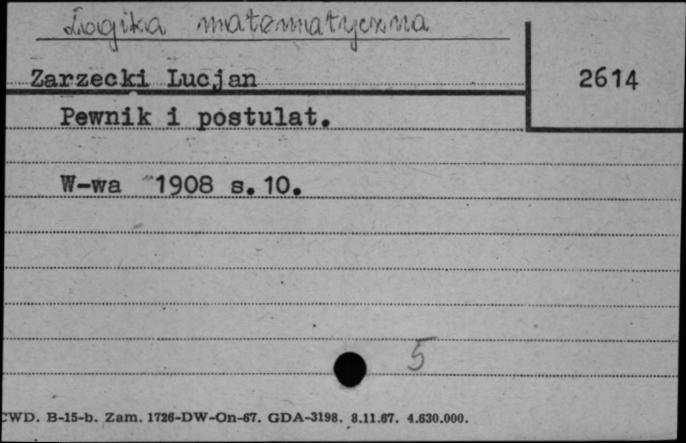 Logika matematyczna
Zarzecki Lucjan
2614
Pewnik i postulat.
W-wa 1908 s. 10.
5
CWD. B-15-b. Zam. 1726-DW-On-67. GDA-3198. 8.11.67. 4.630.000.